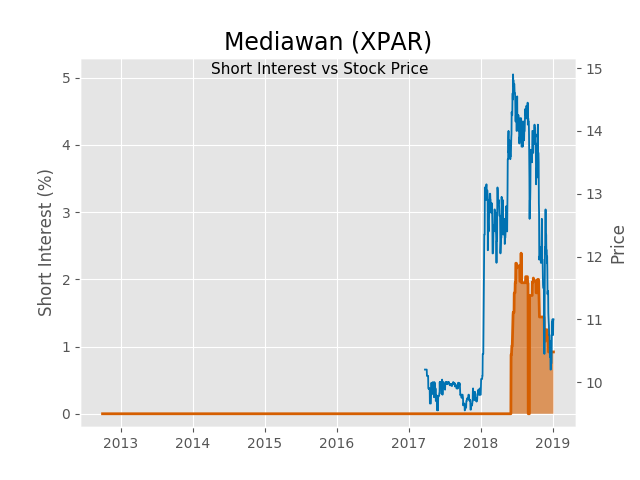 Mediawan (XPAR)
Short Interest vs Stock Price
Short Interest (%)
5
4
3
2
1
0
15
14
13
12
11
10
Price
2013 2014 2015 2016 2017 2018 2019